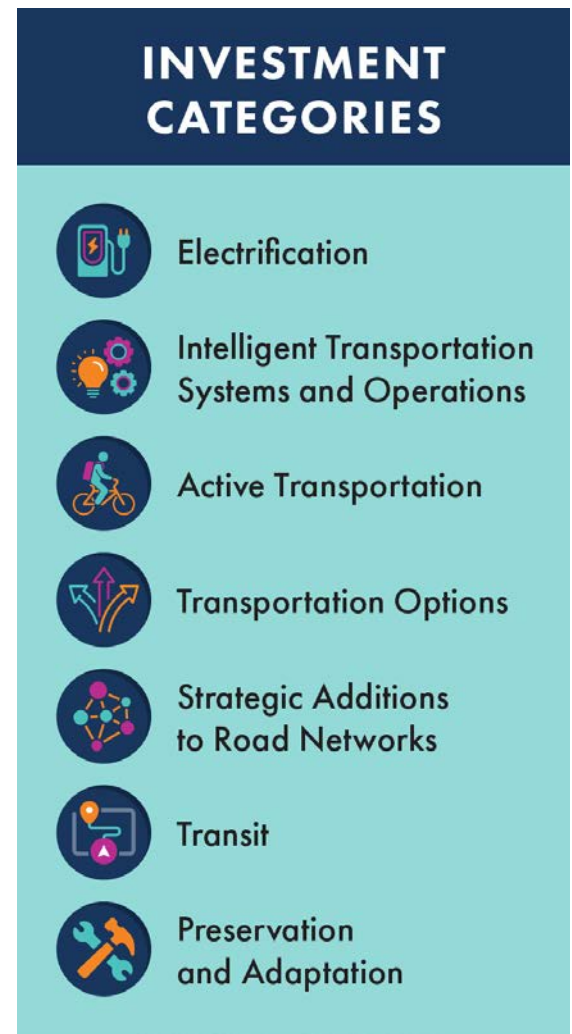 INVESTMENT
CATEGORIES
Electrification
Intelligent Transportation
Systems and Operations
Active Transportation
Transportation Options
Strategic Additions
to Road Networks
Transit
Preservation
and Adaptation